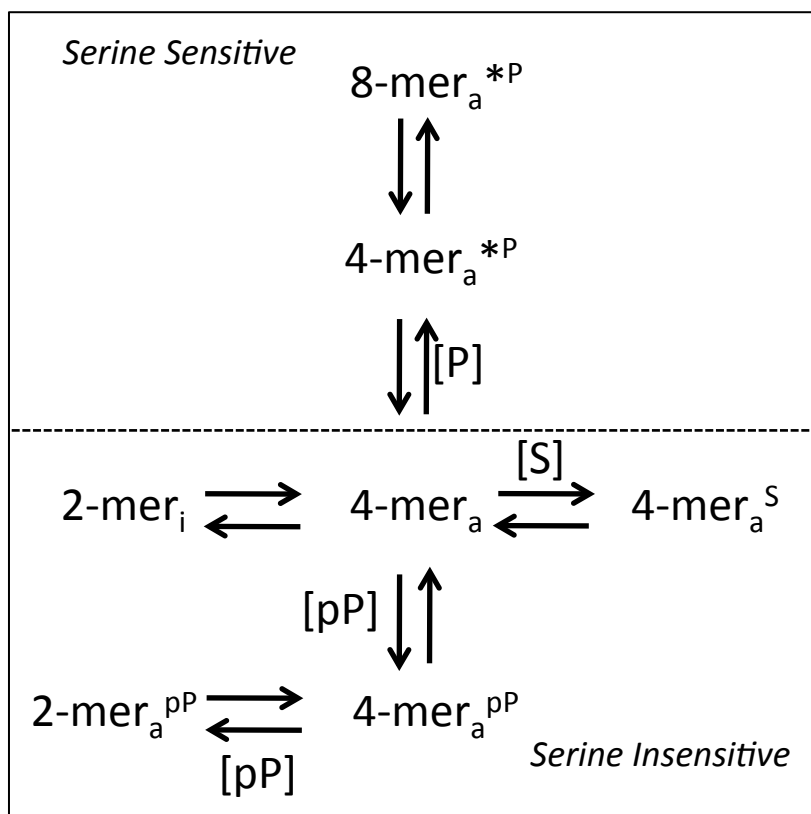 Serine Sensitive
8-merₐ*ᴾ
4-merₐ*ᴾ
[P]
[S]
2-merᵢ 4-merₐ 4-merₐˢ
[pP]
2-merₐᵖᴾ 4-merₐᵖᴾ
[pP]
Serine Insensitive